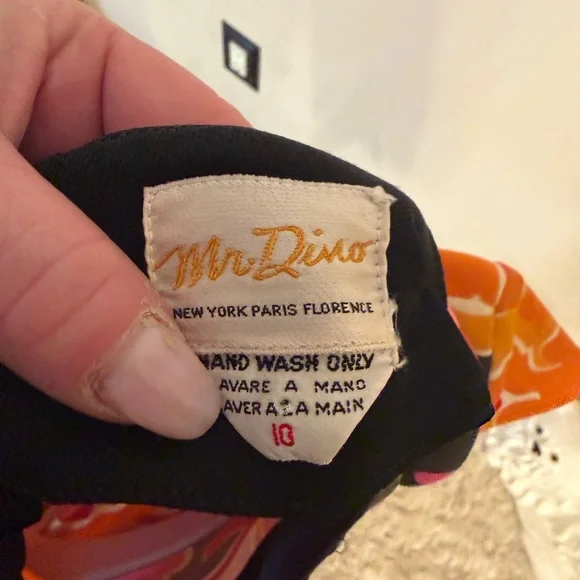 Mr. Dino
NEW YORK PARIS FLORENCE
HAND WASH ONLY
LAVARE A MANO
LAVER A LA MAIN
10